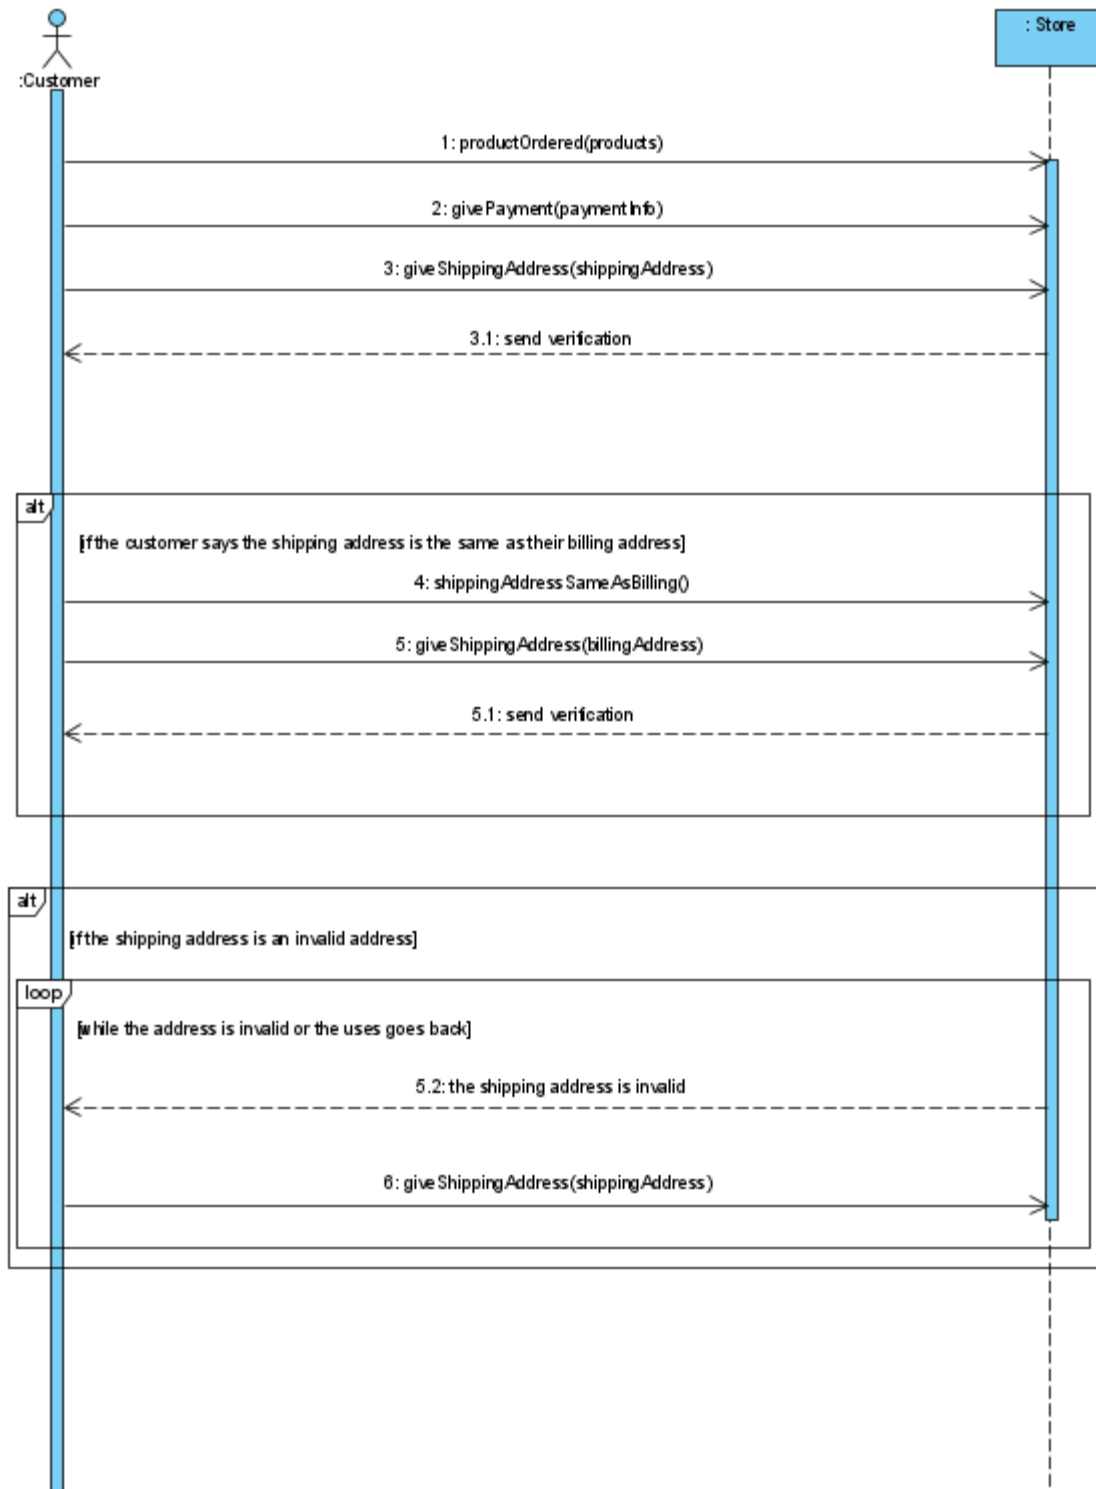 : Store
:Customer
1: productOrdered(products)
2: givePayment(paymentInfo)
3: giveShippingAddress(shippingAddress)
3.1: send verification
alt
[if the customer says the shipping address is the same as their billing address]
4: shippingAddressSameAsBilling()
5: giveShippingAddress(billingAddress)
5.1: send verification
alt
[if the shipping address is an invalid address]
loop
[while the address is invalid or the uses goes back]
5.2: the shipping address is invalid
6: giveShippingAddress(shippingAddress)